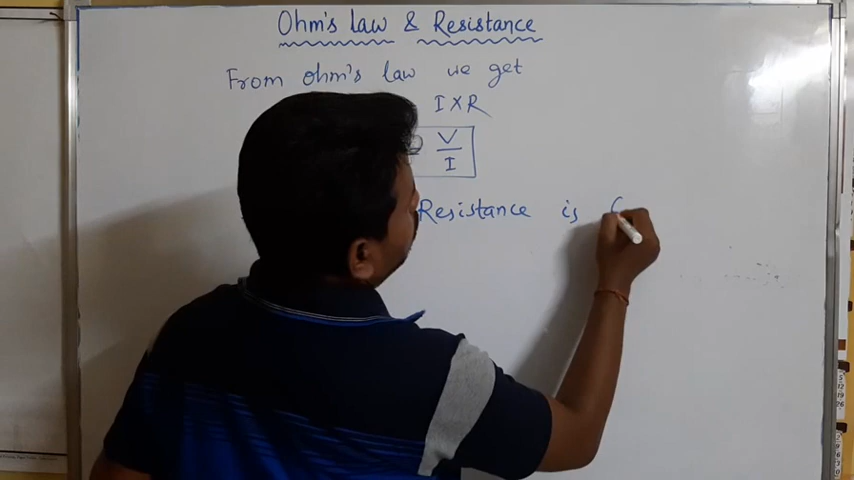 Ohm's law & Resistance
From ohm's law we get
I X R
V
I
Resistance is